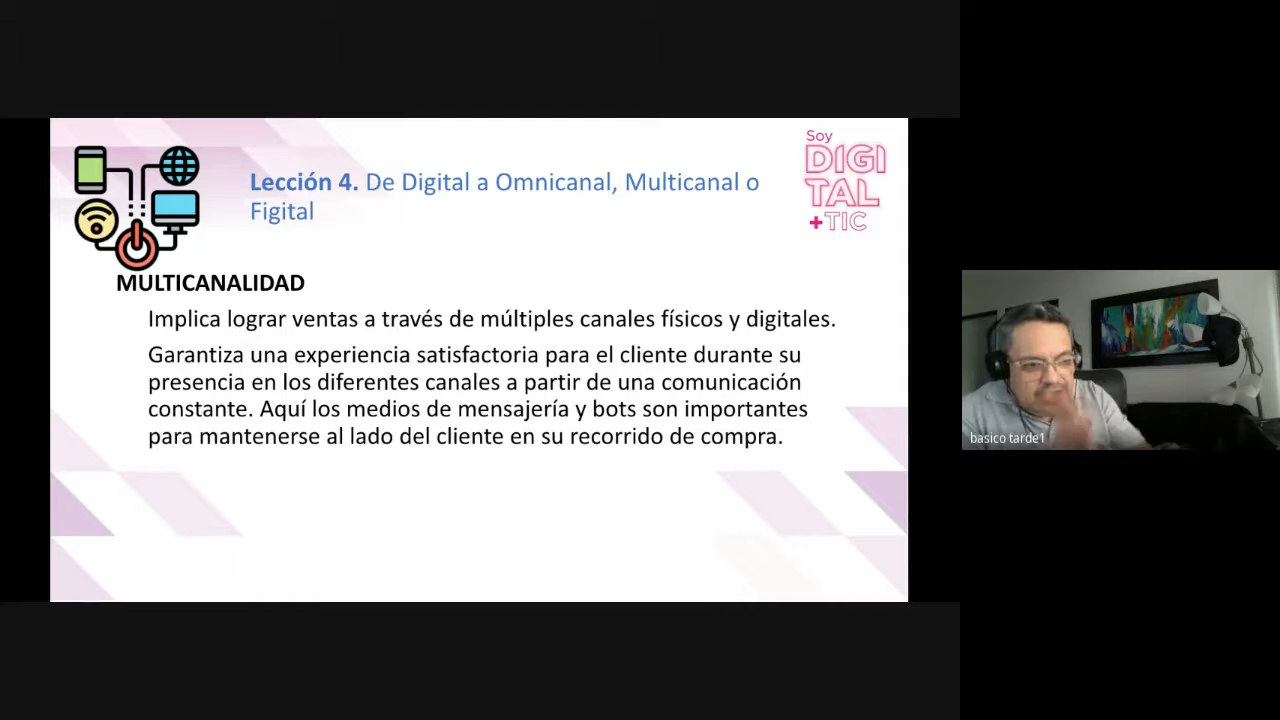 Lección 4. De Digital a Omnicanal, Multicanal o
Figital
Soy
DIGI
TAL
+TIC
MULTICANALIDAD
Implica lograr ventas a través de múltiples canales físicos y digitales.
Garantiza una experiencia satisfactoria para el cliente durante su
presencia en los diferentes canales a partir de una comunicación
constante. Aquí los medios de mensajería y bots son importantes
para mantenerse al lado del cliente en su recorrido de compra.
basico tarde1